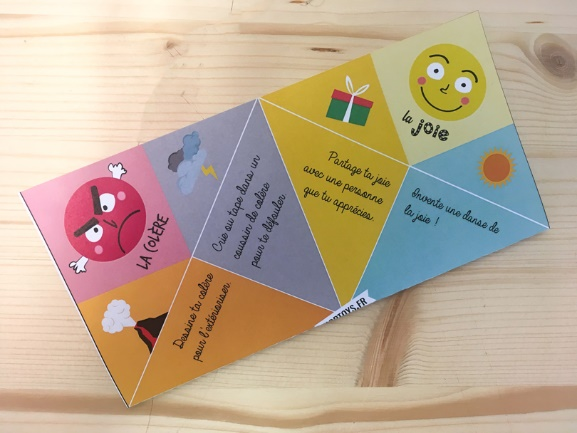 LA COLÈRE
Crie ou tape dans un
coussin de colère
pour te défouler.
Dessine ta colère
pour l'extérioriser.
la joie
Partage ta joie
avec une personne
que tu apprécies.
Invente une danse de
la joie !